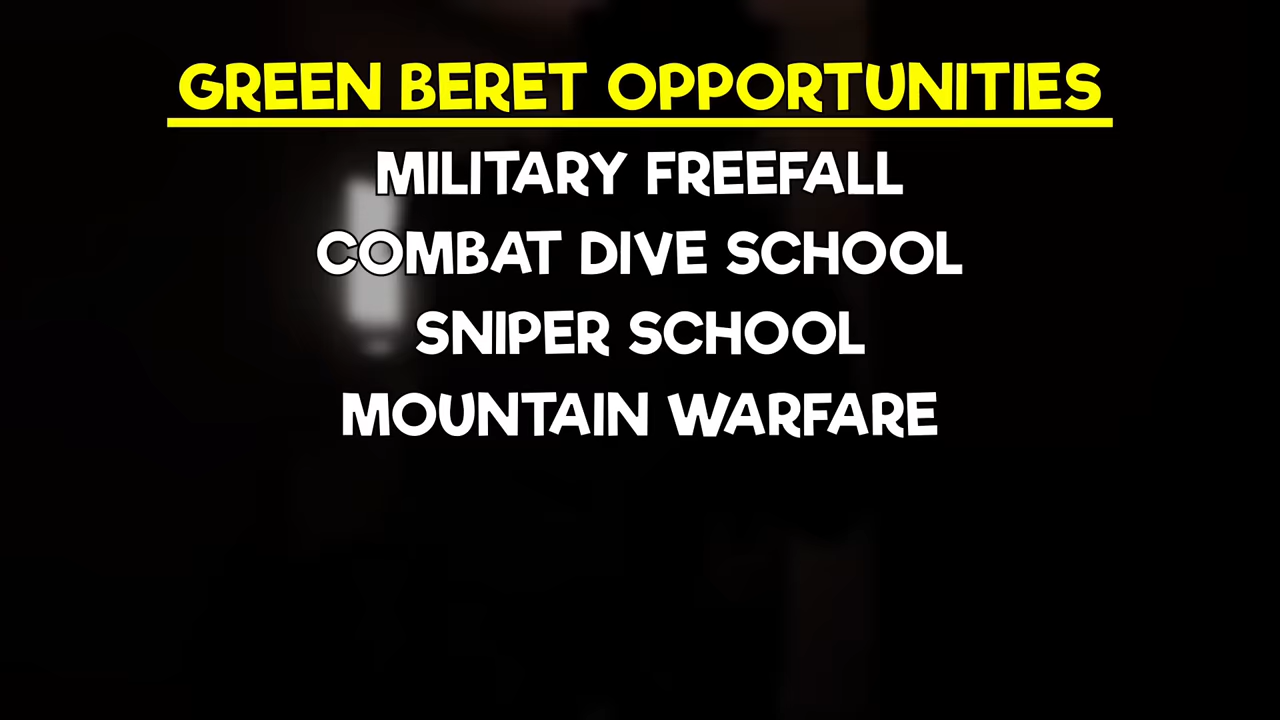 GREEN BERET OPPORTUNITIES
MILITARY FREEFALL
COMBAT DIVE SCHOOL
SNIPER SCHOOL
MOUNTAIN WARFARE